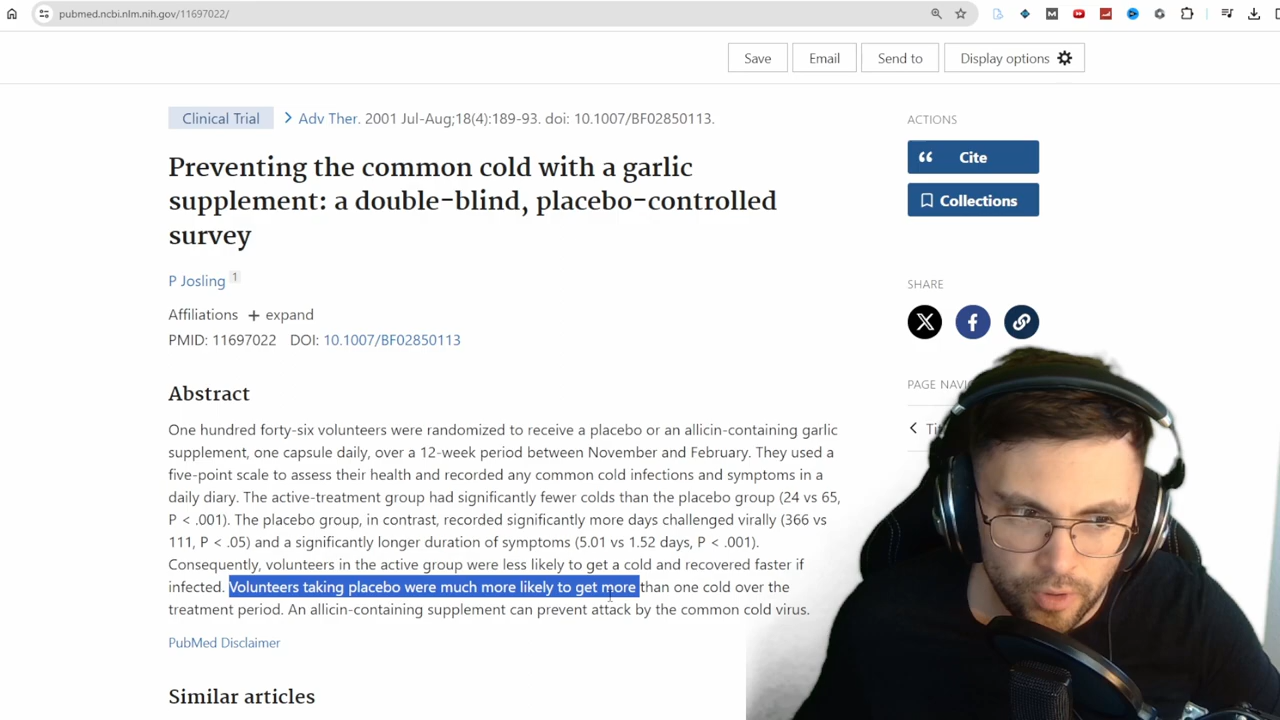 pubmed.ncbi.nlm.nih.gov/11697022/
Save
Email
Send to
Display options
Clinical Trial
Adv Ther. 2001 Jul-Aug;18(4):189-93. doi: 10.1007/BF02850113.
Preventing the common cold with a garlic
supplement: a double-blind, placebo-controlled
survey
P Josling 1
Affiliations + expand
PMID: 11697022 DOI: 10.1007/BF02850113
Abstract
One hundred forty-six volunteers were randomized to receive a placebo or an allicin-containing garlic
supplement, one capsule daily, over a 12-week period between November and February. They used a
five-point scale to assess their health and recorded any common cold infections and symptoms in a
daily diary. The active-treatment group had significantly fewer colds than the placebo group (24 vs 65,
P < .001). The placebo group, in contrast, recorded significantly more days challenged virally (366 vs
111, P < .05) and a significantly longer duration of symptoms (5.01 vs 1.52 days, P < .001).
Consequently, volunteers in the active group were less likely to get a cold and recovered faster if
infected. Volunteers taking placebo were much more likely to get more than one cold over the
treatment period. An allicin-containing supplement can prevent attack by the common cold virus.
PubMed Disclaimer
Similar articles
ACTIONS
Cite
Collections
SHARE
PAGE